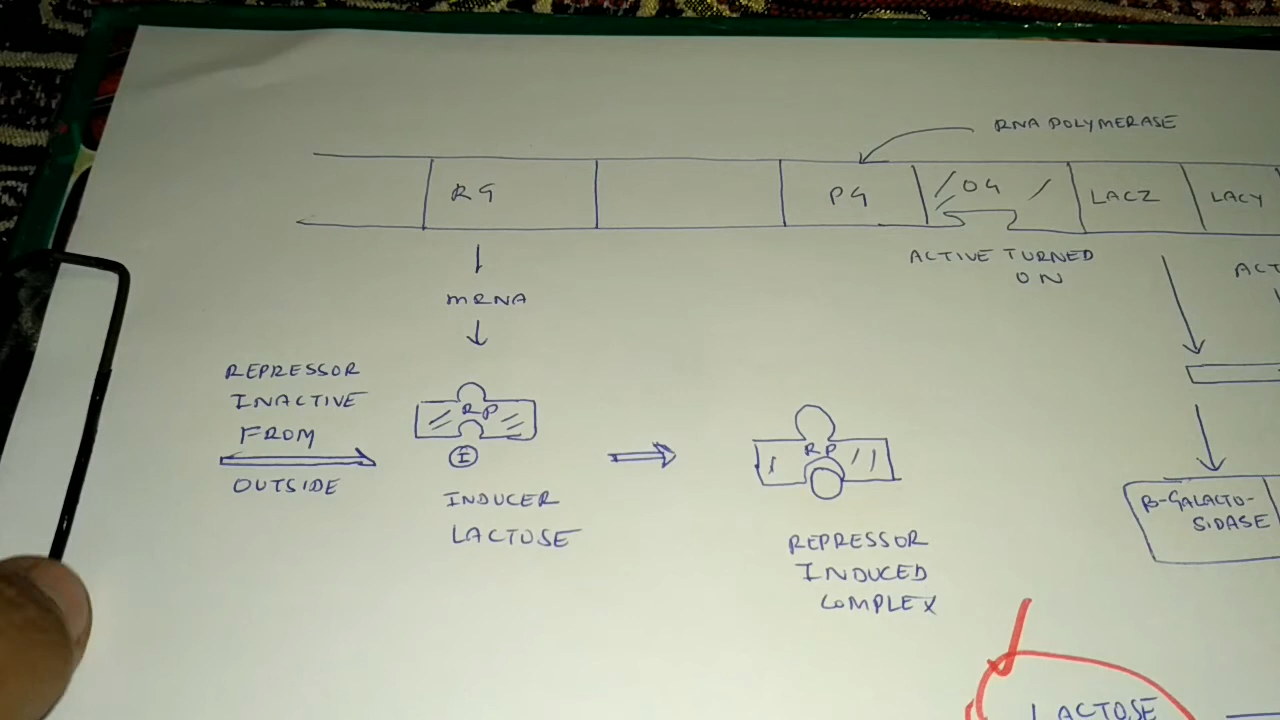 RNA POLYMERASE
RG
PG
OG
LACZ
LACY
ACTIVE TURNED
ON
ACT
mRNA
REPRESSOR
INACTIVE
FROM
OUTSIDE
RP
I
INDUCER
LACTOSE
RP
REPRESSOR
INDUCED
COMPLEX
β-GALACTO-
SIDASE
LACTOSE